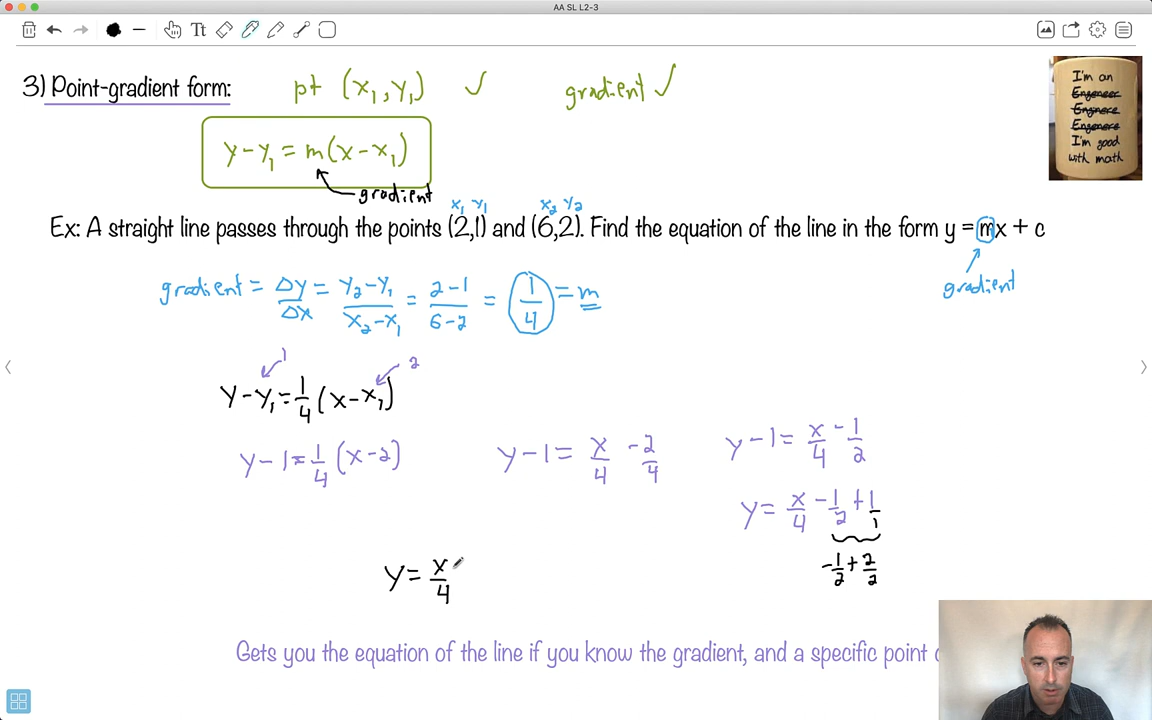 AA SL L2-3
Tt
3) Point-gradient form:
pt (x₁, y₁) ✓
gradient ✓
y-y₁ = m(x-x₁)
gradient
I'm an
Engeneer
Enginere
Engenere
I'm good
with math
x₁ y₁ x₂ y₂
Ex: A straight line passes through the points (2,1) and (6,2). Find the equation of the line in the form y = mx + c
gradient
gradient = Δy/Δx = y₂-y₁/x₂-x₁ = 2-1/6-2 = 1/4 = m
1 2
y-y₁ = 1/4 (x-x₁)
y-1 = 1/4 (x-2)
y-1 = x/4 - 2/4
y-1 = x/4 - 1/2
y = x/4 - 1/2 + 1/1
-1/2 + 2/2
y = x/4
Gets you the equation of the line if you know the gradient, and a specific point